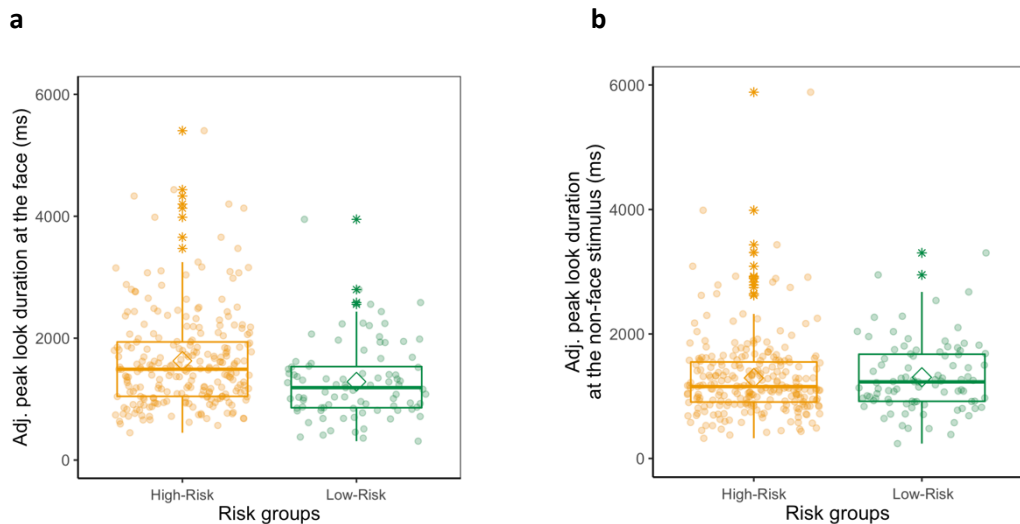 a
Adj. peak look duration at the face (ms)
6000
4000
2000
0
High-Risk
Low-Risk
Risk groups
b
Adj. peak look duration
at the non-face stimulus (ms)
6000
4000
2000
0
High-Risk
Low-Risk
Risk groups